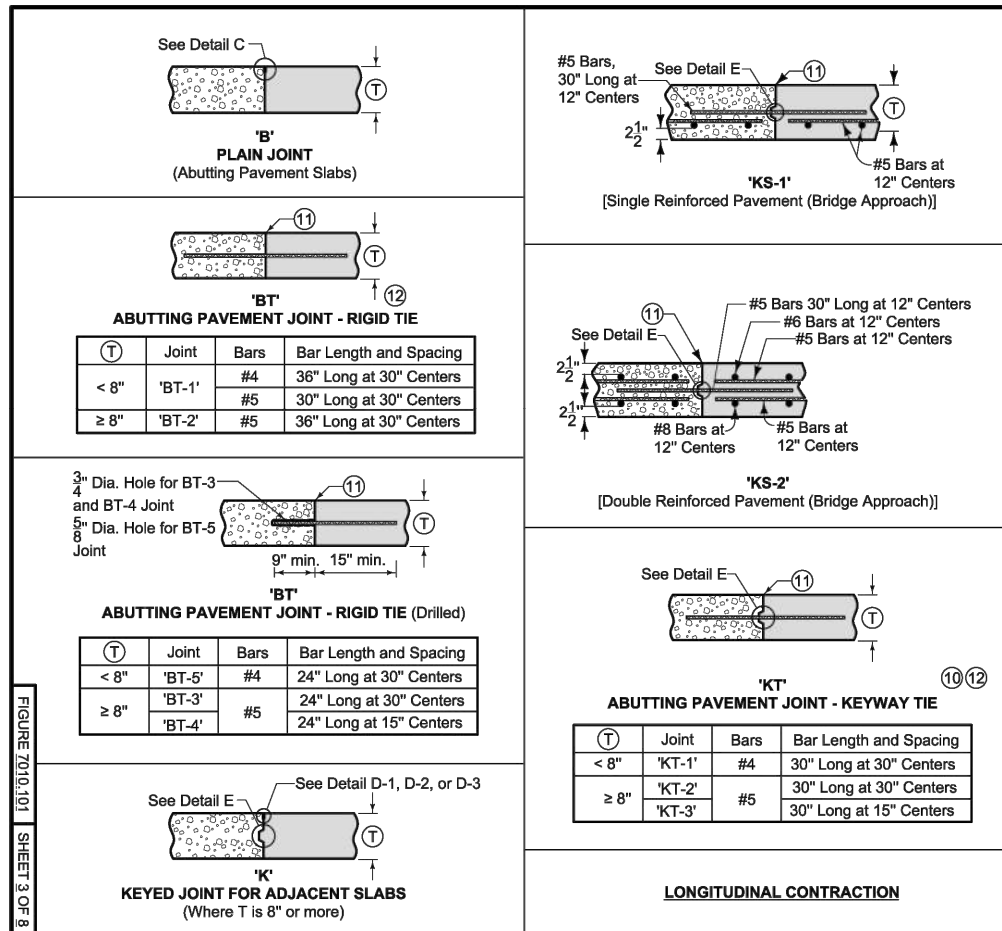 See Detail C
T
'B'
PLAIN JOINT
(Abutting Pavement Slabs)
11
T
12
'BT'
ABUTTING PAVEMENT JOINT - RIGID TIE
T Joint Bars Bar Length and Spacing
< 8" 'BT-1' #4 36" Long at 30" Centers
#5 30" Long at 30" Centers
≥ 8" 'BT-2' #5 36" Long at 30" Centers
3/4" Dia. Hole for BT-3
and BT-4 Joint
5/8" Dia. Hole for BT-5
Joint
11
T
9" min. 15" min.
'BT'
ABUTTING PAVEMENT JOINT - RIGID TIE (Drilled)
T Joint Bars Bar Length and Spacing
< 8" 'BT-5' #4 24" Long at 30" Centers
≥ 8" 'BT-3' #5 24" Long at 30" Centers
'BT-4' 24" Long at 15" Centers
See Detail D-1, D-2, or D-3
See Detail E
T
'K'
KEYED JOINT FOR ADJACENT SLABS
(Where T is 8" or more)
#5 Bars,
30" Long at
12" Centers
See Detail E
11
T
2 1/2"
#5 Bars at
12" Centers
'KS-1'
[Single Reinforced Pavement (Bridge Approach)]
11
See Detail E
#5 Bars 30" Long at 12" Centers
#6 Bars at 12" Centers
#5 Bars at
12" Centers
2 1/2"
2 1/2"
#8 Bars at
12" Centers
#5 Bars at
12" Centers
'KS-2'
[Double Reinforced Pavement (Bridge Approach)]
See Detail E
11
T
10 12
'KT'
ABUTTING PAVEMENT JOINT - KEYWAY TIE
T Joint Bars Bar Length and Spacing
< 8" 'KT-1' #4 30" Long at 30" Centers
≥ 8" 'KT-2' #5 30" Long at 30" Centers
'KT-3' 30" Long at 15" Centers
LONGITUDINAL CONTRACTION
FIGURE 7010.101
SHEET 3 OF 8